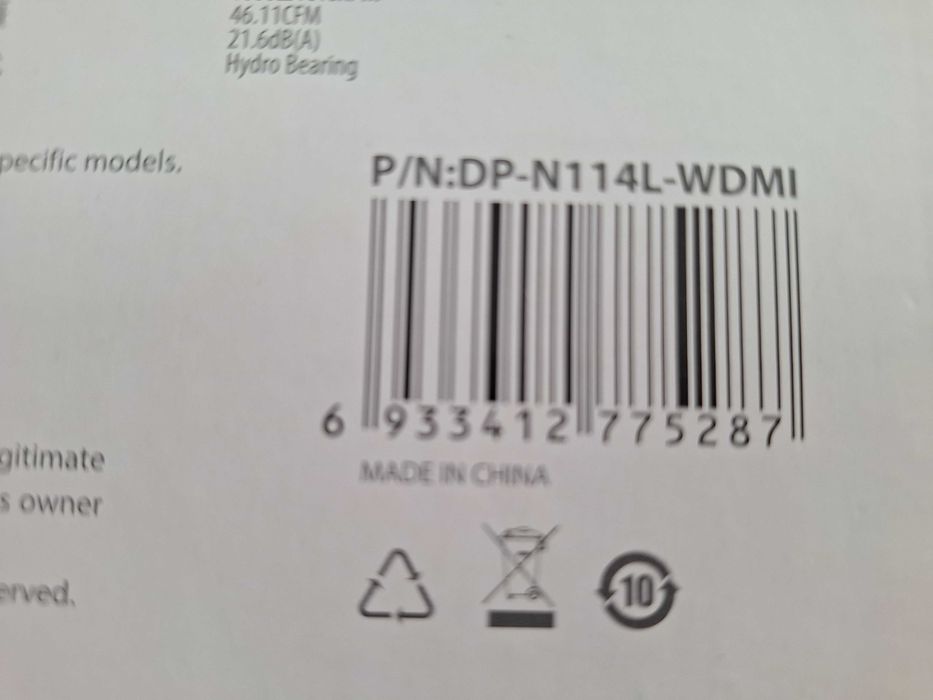 46.11CFM
21.6dB(A)
Hydro Bearing
pecific models.
P/N:DP-N114L-WDMI
6 933412 775287
MADE IN CHINA
gitimate
s owner
erved.
10